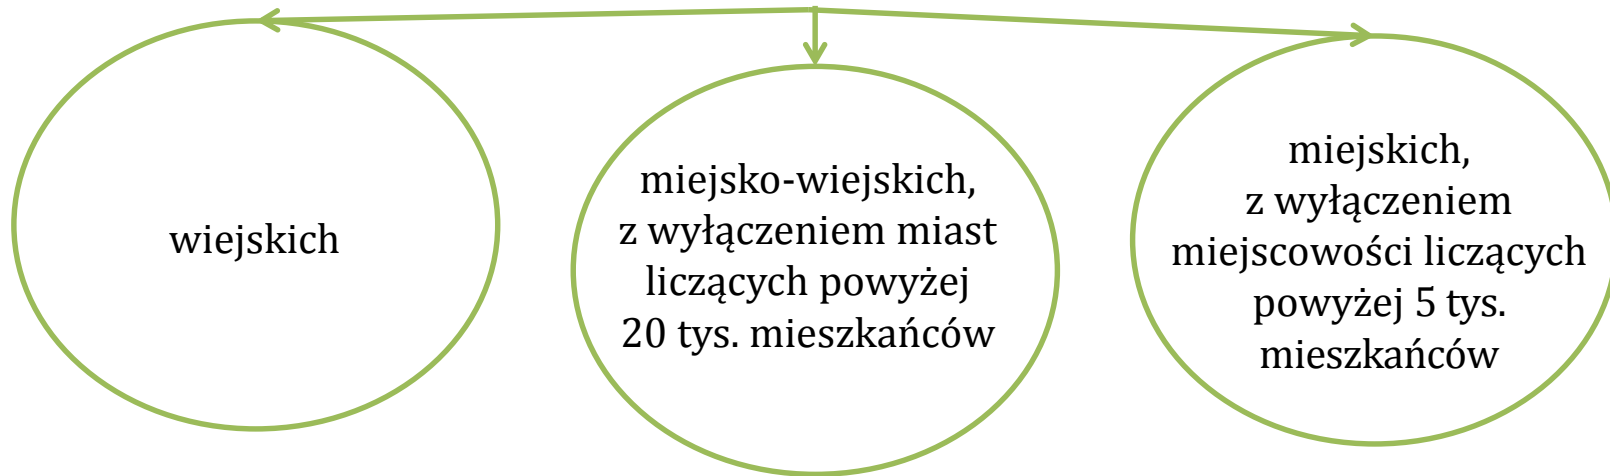 wiejskich
miejsko-wiejskich,
z wyłączeniem miast
liczących powyżej
20 tys. mieszkańców
miejskich,
z wyłączeniem
miejscowości liczących
powyżej 5 tys.
mieszkańców